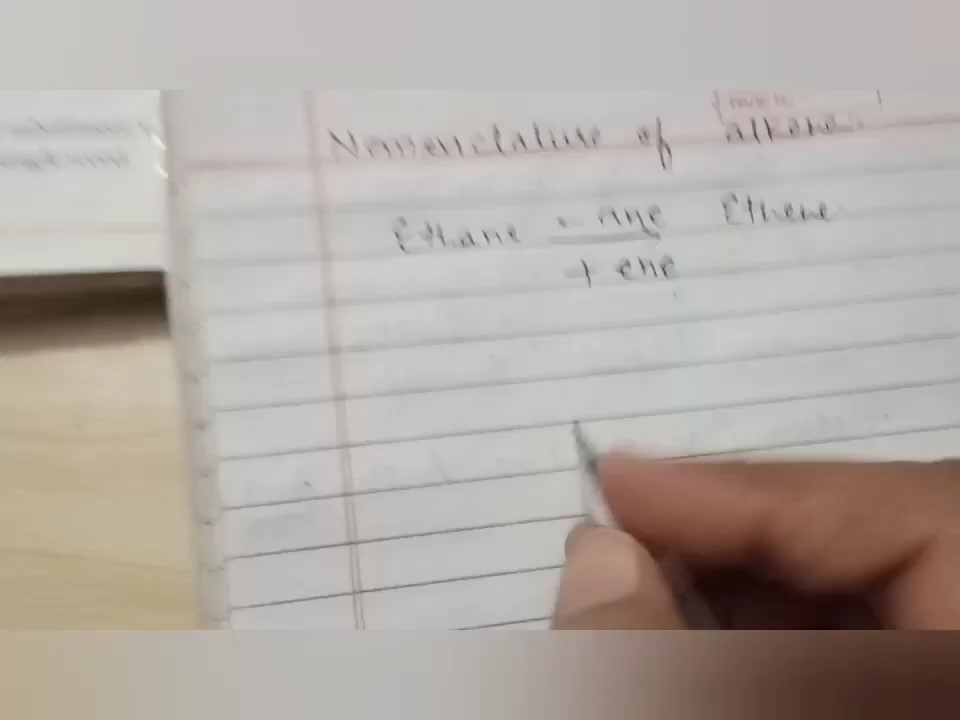 Nomenclature of alkene.
Ethane - ane Ethene
+ ene